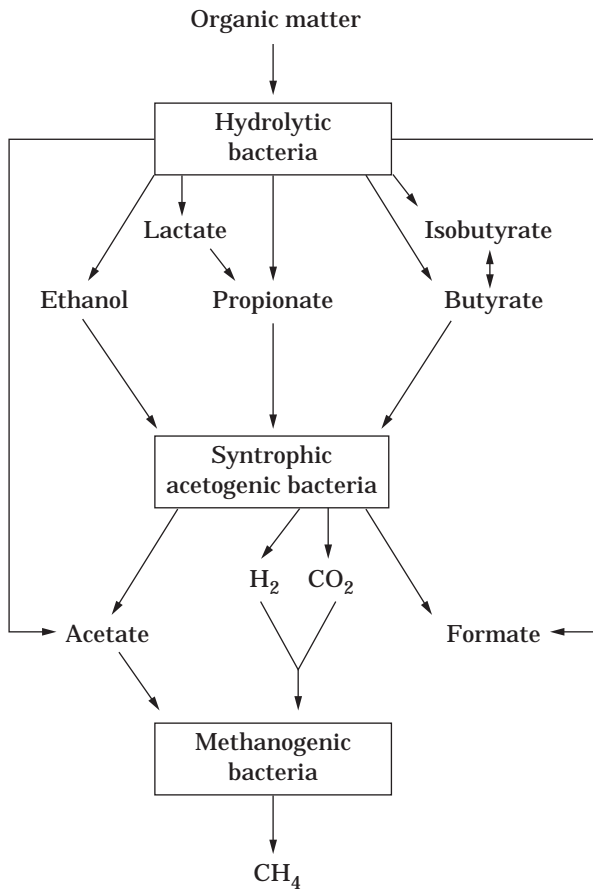 Organic matter
Hydrolytic
bacteria
Lactate
Isobutyrate
Ethanol
Propionate
Butyrate
Syntrophic
acetogenic bacteria
H₂
CO₂
Acetate
Formate
Methanogenic
bacteria
CH₄